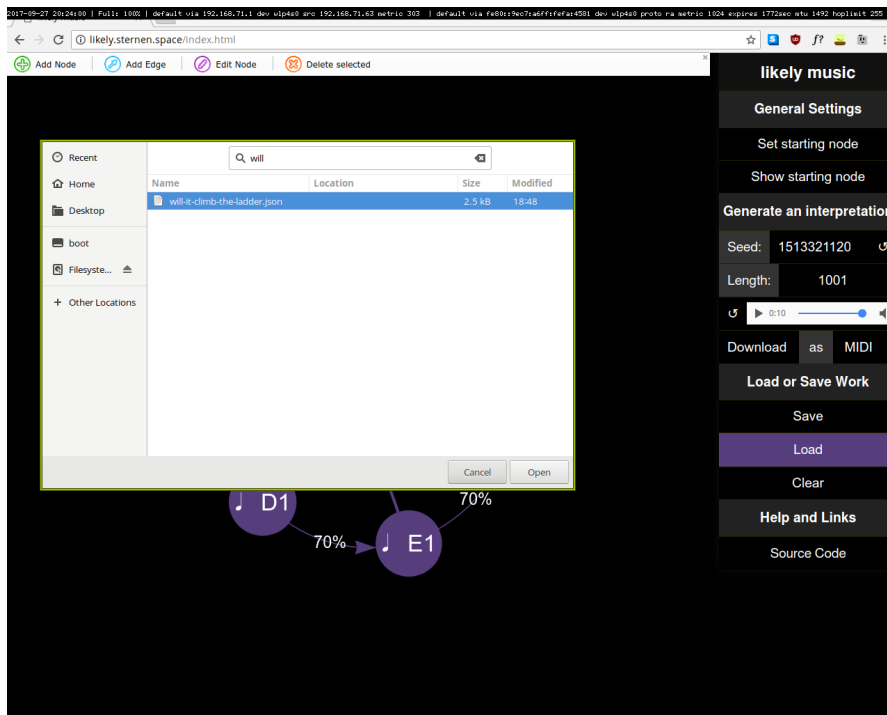 2017-09-27 20:24:00 | Full: 100% | default via 192.168.71.1 dev wlp4s0 src 192.168.71.63 metric 303 | default via fe80::9ec7:a6ff:fefa:4581 dev wlp4s0 proto ra metric 1024 expires 1772sec mtu 1492 hoplimit 255
likely.sternen.space/index.html
S f?
Add Node Add Edge Edit Node Delete selected
likely music
General Settings
Set starting node
Show starting node
Generate an interpretation
Seed: 1513321120
Length: 1001
0:10
Download as MIDI
Load or Save Work
Save
Load
Clear
Help and Links
Source Code
Recent
Home
Desktop
boot
Filesyste...
+ Other Locations
will
Name Location Size Modified
will-it-climb-the-ladder.json 2.5 kB 18:48
Cancel Open
D1 70%
70% E1